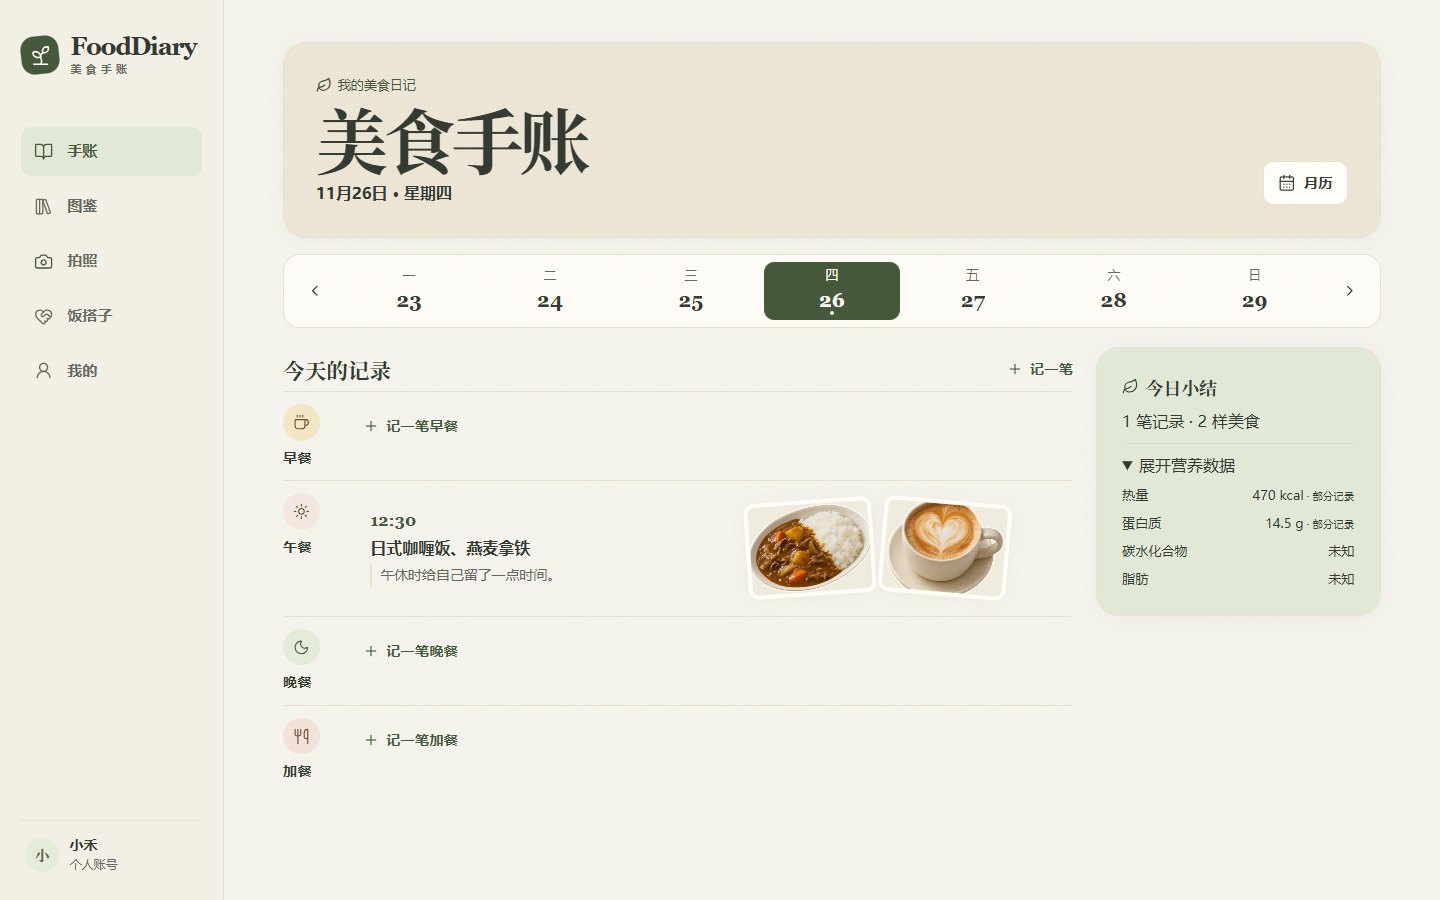 FoodDiary
美食手账
手账
图鉴
拍照
饭搭子
我的
小
小禾
个人账号
我的美食日记
美食手账
11月26日 • 星期四
月历
一 二 三 四 五 六 日
23 24 25 26 27 28 29
今天的记录
+ 记一笔
早餐
+ 记一笔早餐
午餐
12:30
日式咖喱饭、燕麦拿铁
午休时给自己留了一点时间。
晚餐
+ 记一笔晚餐
加餐
+ 记一笔加餐
今日小结
1 笔记录 · 2 样美食
▼ 展开营养数据
热量 470 kcal · 部分记录
蛋白质 14.5 g · 部分记录
碳水化合物 未知
脂肪 未知